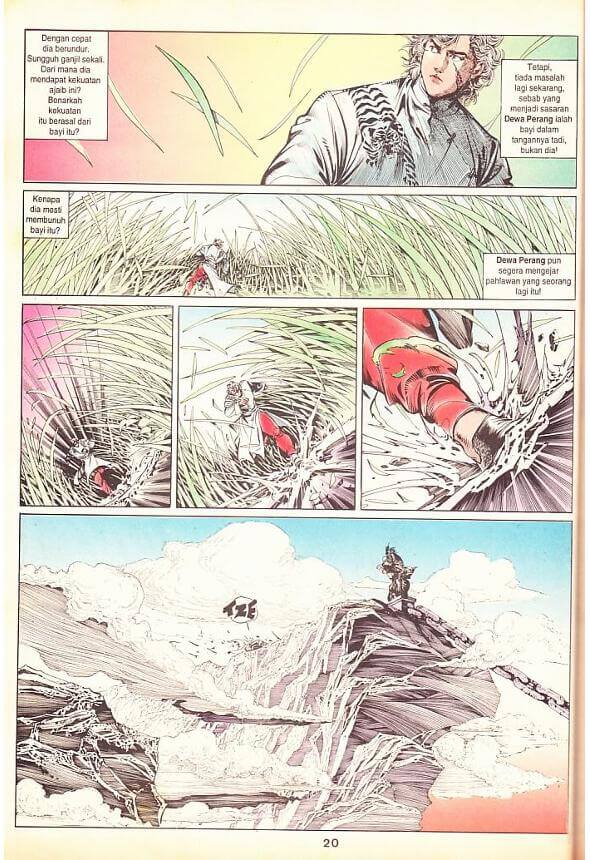 Dengan cepat
dia berundur.
Sungguh ganjil sekali.
Dari mana dia
mendapat kekuatan
ajaib ini?
Benarkah
kekuatan
itu berasal dari
bayi itu?
Tetapi,
tiada masalah
lagi sekarang,
sebab yang
menjadi sasaran
Dewa Perang ialah
bayi dalam
tangannya tadi,
bukan dia!
Kenapa
dia mesti
membunuh
bayi itu?
Dewa Perang pun
segera mengejar
pahlawan yang seorang
lagi itu!
TZE
20